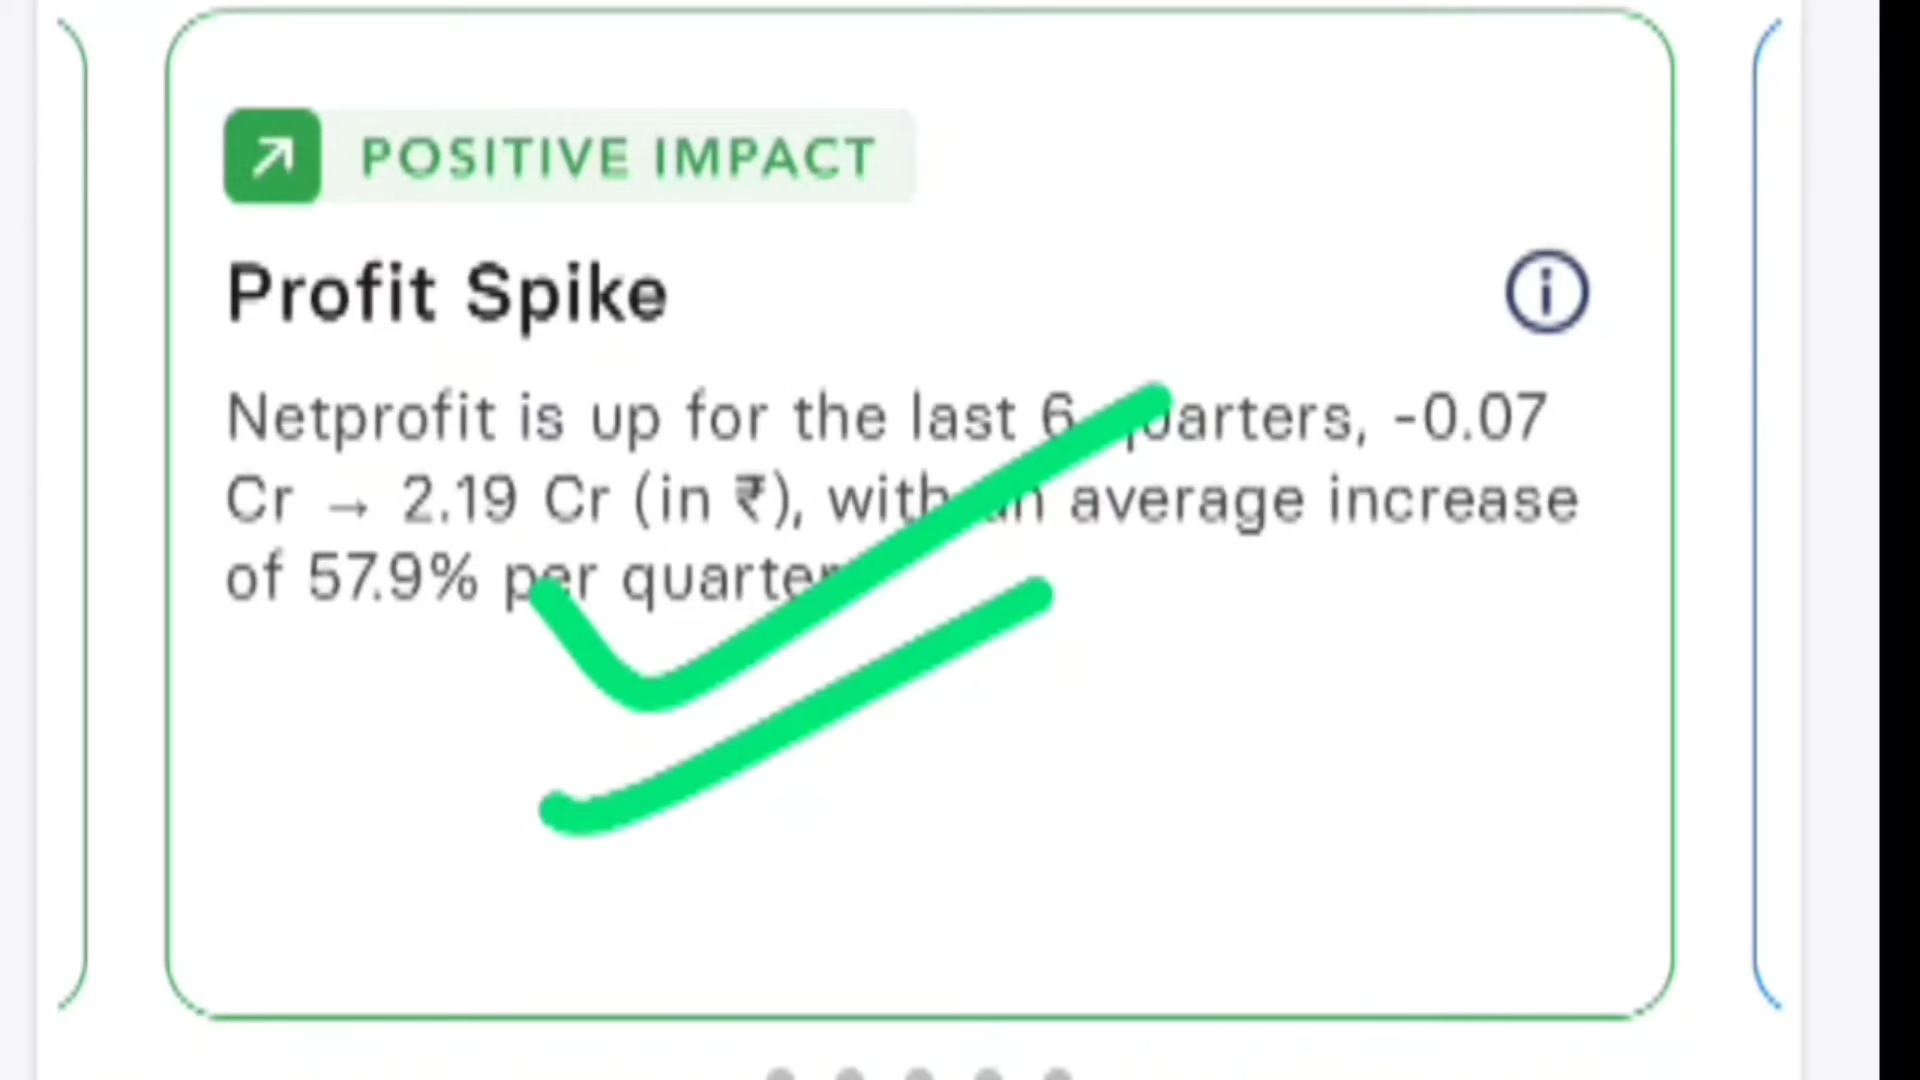 POSITIVE IMPACT
Profit Spike
Netprofit is up for the last 6 quarters, -0.07
Cr → 2.19 Cr (in ₹), with an average increase
of 57.9% per quarter